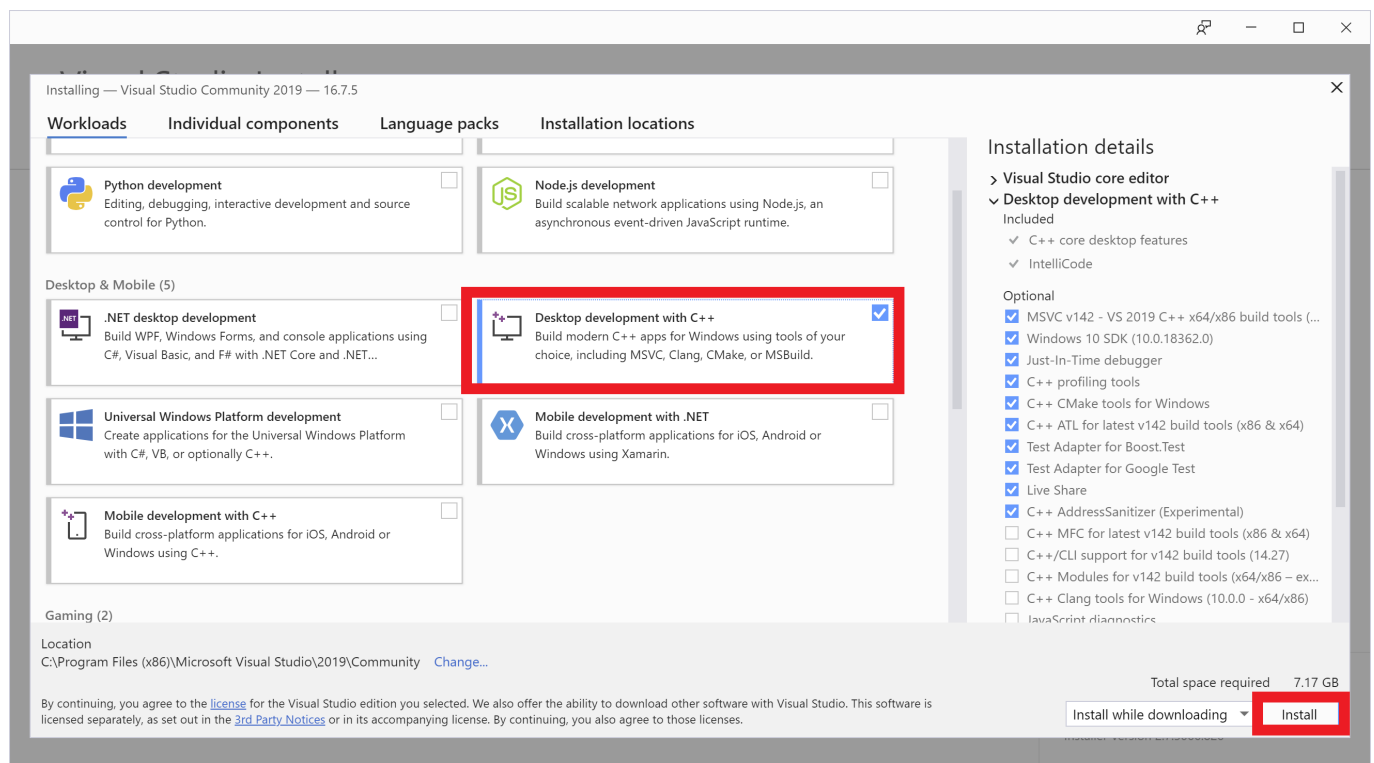 Installing — Visual Studio Community 2019 — 16.7.5
Workloads Individual components Language packs Installation locations
Python development
Editing, debugging, interactive development and source
control for Python.
Node.js development
Build scalable network applications using Node.js, an
asynchronous event-driven JavaScript runtime.
Desktop & Mobile (5)
.NET
.NET desktop development
Build WPF, Windows Forms, and console applications using
C#, Visual Basic, and F# with .NET Core and .NET...
Desktop development with C++
Build modern C++ apps for Windows using tools of your
choice, including MSVC, Clang, CMake, or MSBuild.
Universal Windows Platform development
Create applications for the Universal Windows Platform
with C#, VB, or optionally C++.
Mobile development with .NET
Build cross-platform applications for iOS, Android or
Windows using Xamarin.
Mobile development with C++
Build cross-platform applications for iOS, Android or
Windows using C++.
Gaming (2)
Installation details
Visual Studio core editor
Desktop development with C++
Included
C++ core desktop features
IntelliCode
Optional
MSVC v142 - VS 2019 C++ x64/x86 build tools (...
Windows 10 SDK (10.0.18362.0)
Just-In-Time debugger
C++ profiling tools
C++ CMake tools for Windows
C++ ATL for latest v142 build tools (x86 & x64)
Test Adapter for Boost.Test
Test Adapter for Google Test
Live Share
C++ AddressSanitizer (Experimental)
C++ MFC for latest v142 build tools (x86 & x64)
C++/CLI support for v142 build tools (14.27)
C++ Modules for v142 build tools (x64/x86 – ex...
C++ Clang tools for Windows (10.0.0 - x64/x86)
JavaScript diagnostics
Location
C:\Program Files (x86)\Microsoft Visual Studio\2019\Community Change...
Total space required 7.17 GB
By continuing, you agree to the license for the Visual Studio edition you selected. We also offer the ability to download other software with Visual Studio. This software is
licensed separately, as set out in the 3rd Party Notices or in its accompanying license. By continuing, you also agree to those licenses.
Install while downloading Install